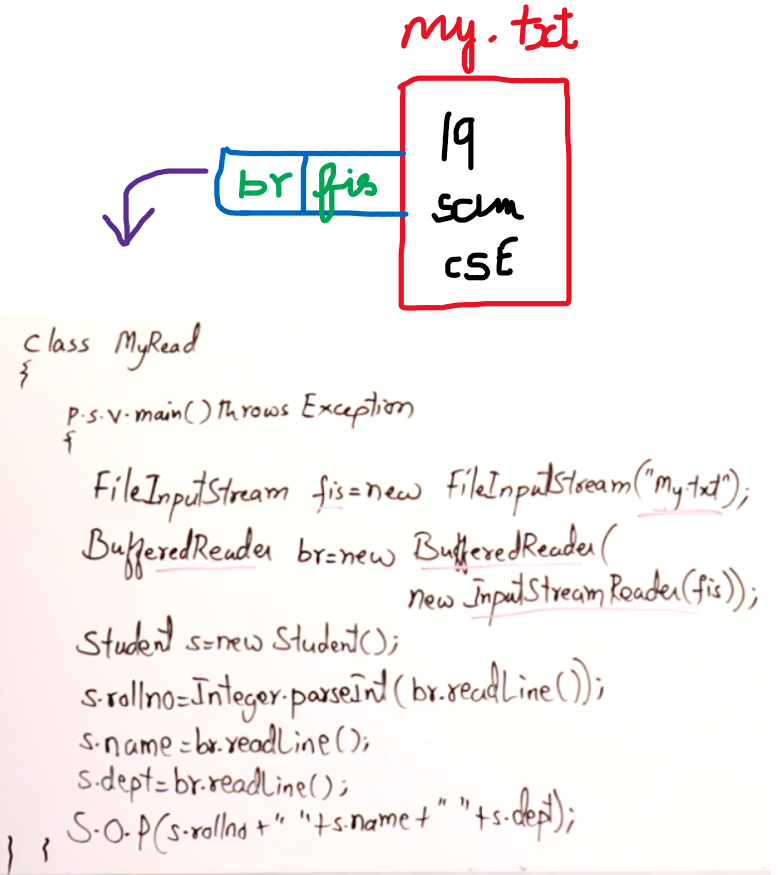 my.txt
19
scum
CSE
br fis
class MyRead
{
p.s.v.main() throws Exception
{
FileInputStream fis=new FileInputStream("My.txt");
BufferedReader br=new BufferedReader(
new InputStreamReader(fis));
Student s=new Student();
s.rollno=Integer.parseInt(br.readLine());
s.name=br.readLine();
s.dept=br.readLine();
S.O.P(s.rollno+" "+s.name+" "+s.dept);
} }